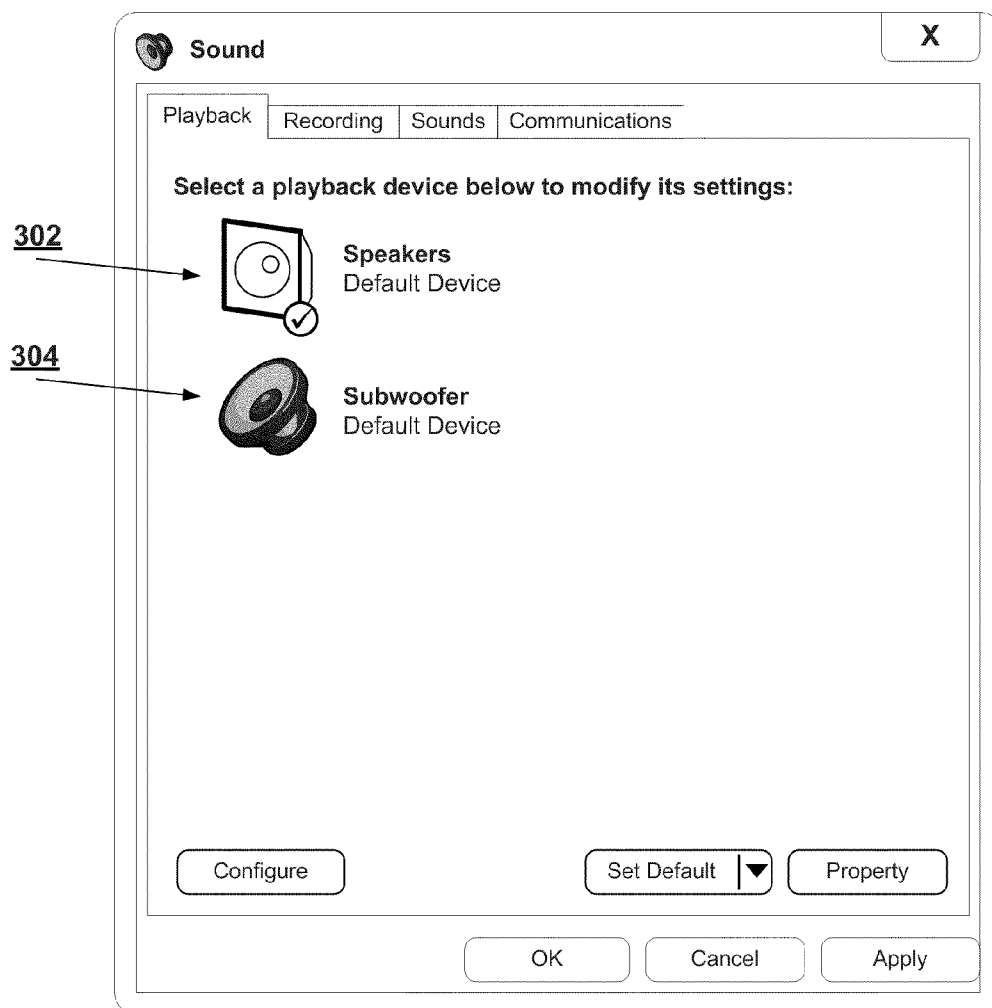 Sound
X
Playback
Recording
Sounds
Communications
Select a playback device below to modify its settings:
302
Speakers
Default Device
304
Subwoofer
Default Device
Configure
Set Default
Property
OK
Cancel
Apply